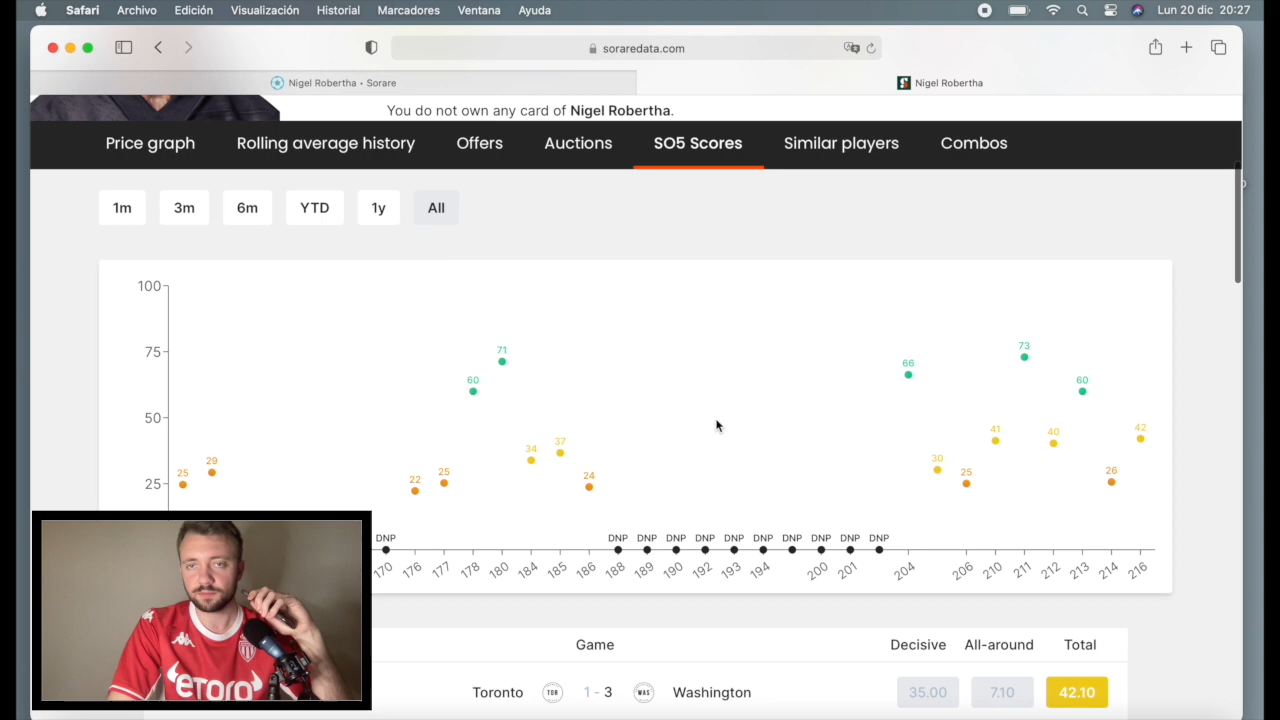 Safari Archivo Edición Visualización Historial Marcadores Ventana Ayuda Lun 20 dic 20:27
soraredata.com
Nigel Robertha • Sorare Nigel Robertha
You do not own any card of Nigel Robertha.
Price graph Rolling average history Offers Auctions SO5 Scores Similar players Combos
1m 3m 6m YTD 1y All
100
75
50
25
25
29
22
25
60
71
34
37
24
66
30
25
41
73
40
60
26
42
DNP DNP DNP DNP DNP DNP DNP DNP DNP DNP DNP
170 176 177 178 180 184 185 186 188 189 190 192 193 194 200 201 204 206 210 211 212 213 214 216
Game Decisive All-around Total
Toronto TOR 1 - 3 WAS Washington 35.00 7.10 42.10
etoro